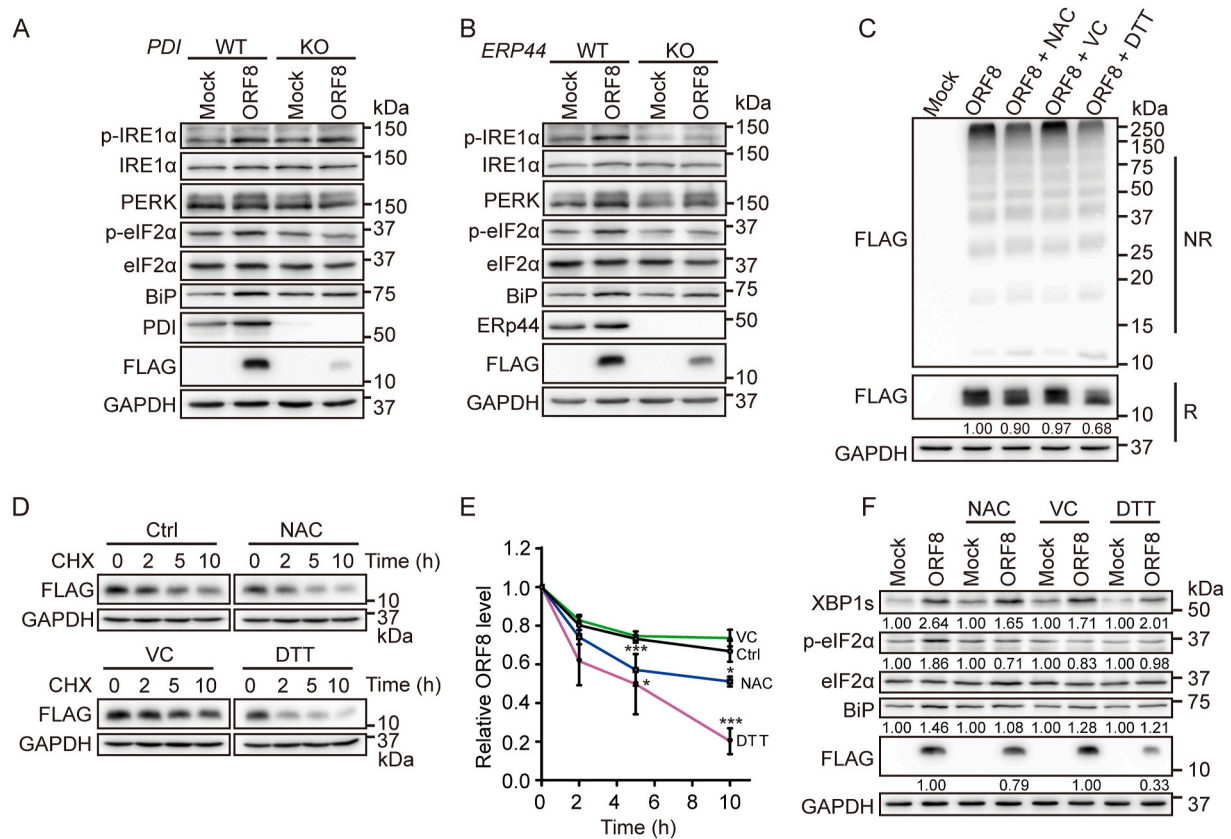 A
PDI WT KO
Mock ORF8 Mock ORF8
kDa
p-IRE1α 150
IRE1α 150
PERK 150
p-eIF2α 37
eIF2α 37
BiP 75
PDI 50
FLAG 10
GAPDH 37
B
ERP44 WT KO
Mock ORF8 Mock ORF8
kDa
p-IRE1α 150
IRE1α 150
PERK 150
p-eIF2α 37
eIF2α 37
BiP 75
ERp44 50
FLAG 10
GAPDH 37
C
Mock ORF8 ORF8 + NAC ORF8 + VC ORF8 + DTT
kDa
250
150
75
50
37
FLAG NR
25
20
15
10
FLAG 10 R
1.00 0.90 0.97 0.68
GAPDH 37
D
Ctrl NAC
CHX 0 2 5 10 0 2 5 10 Time (h)
FLAG 10
GAPDH 37
kDa
VC DTT
CHX 0 2 5 10 0 2 5 10 Time (h)
FLAG 10
GAPDH 37
kDa
E
Relative ORF8 level
1.2
1.0
0.8
0.6
0.4
0.2
0.0
VC
Ctrl
***
*
NAC
*
***
DTT
0 2 4 6 8 10
Time (h)
F
NAC VC DTT
Mock ORF8 Mock ORF8 Mock ORF8 Mock ORF8
kDa
XBP1s 50
1.00 2.64 1.00 1.65 1.00 1.71 1.00 2.01
p-eIF2α 37
1.00 1.86 1.00 0.71 1.00 0.83 1.00 0.98
eIF2α 37
BiP 75
1.00 1.46 1.00 1.08 1.00 1.28 1.00 1.21
FLAG 10
1.00 0.79 1.00 0.33
GAPDH 37